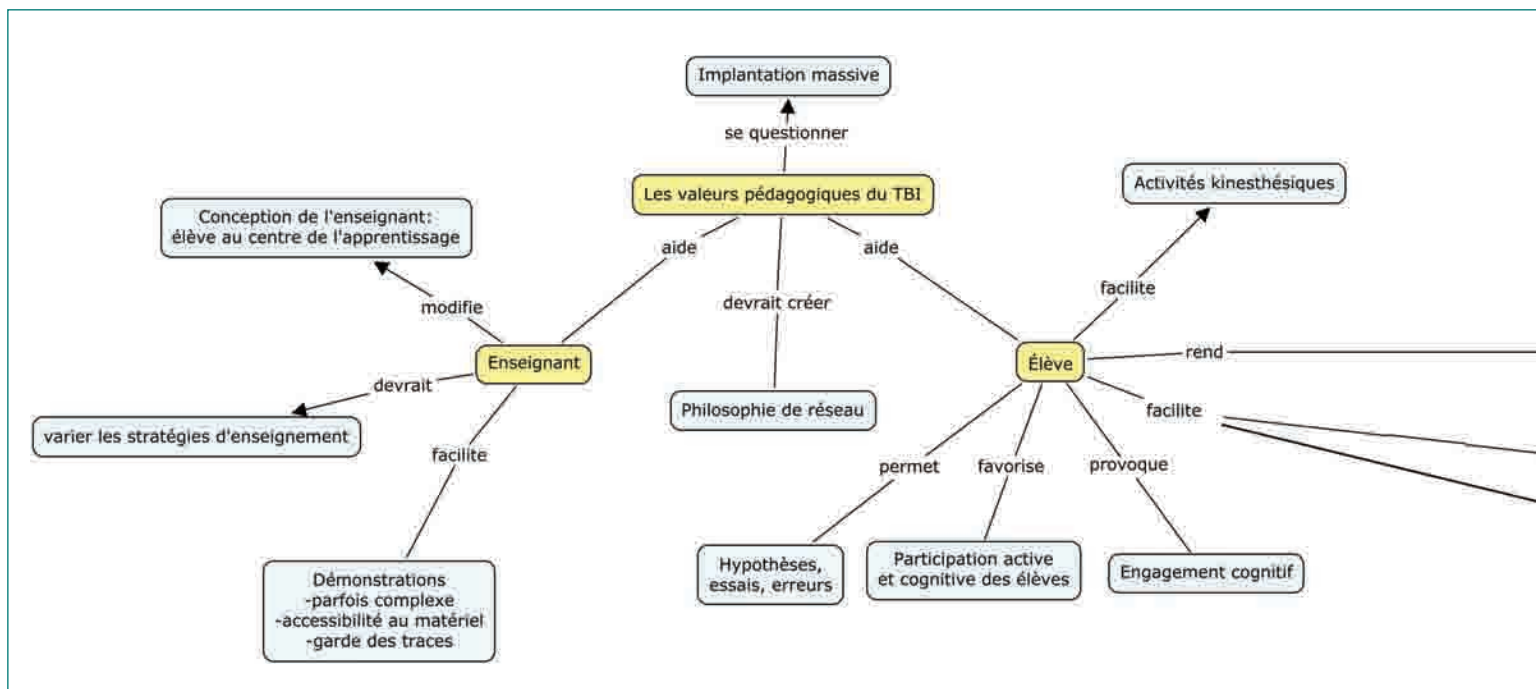 Implantation massive
se questionner
Les valeurs pédagogiques du TBI
Activités kinesthésiques
Conception de l'enseignant:
élève au centre de l'apprentissage
aide
aide
facilite
modifie
devrait créer
Enseignant
Élève
rend
devrait
facilite
Philosophie de réseau
varier les stratégies d'enseignement
facilite
permet
favorise
provoque
Hypothèses,
essais, erreurs
Participation active
et cognitive des élèves
Engagement cognitif
Démonstrations
-parfois complexe
-accessibilité au matériel
-garde des traces